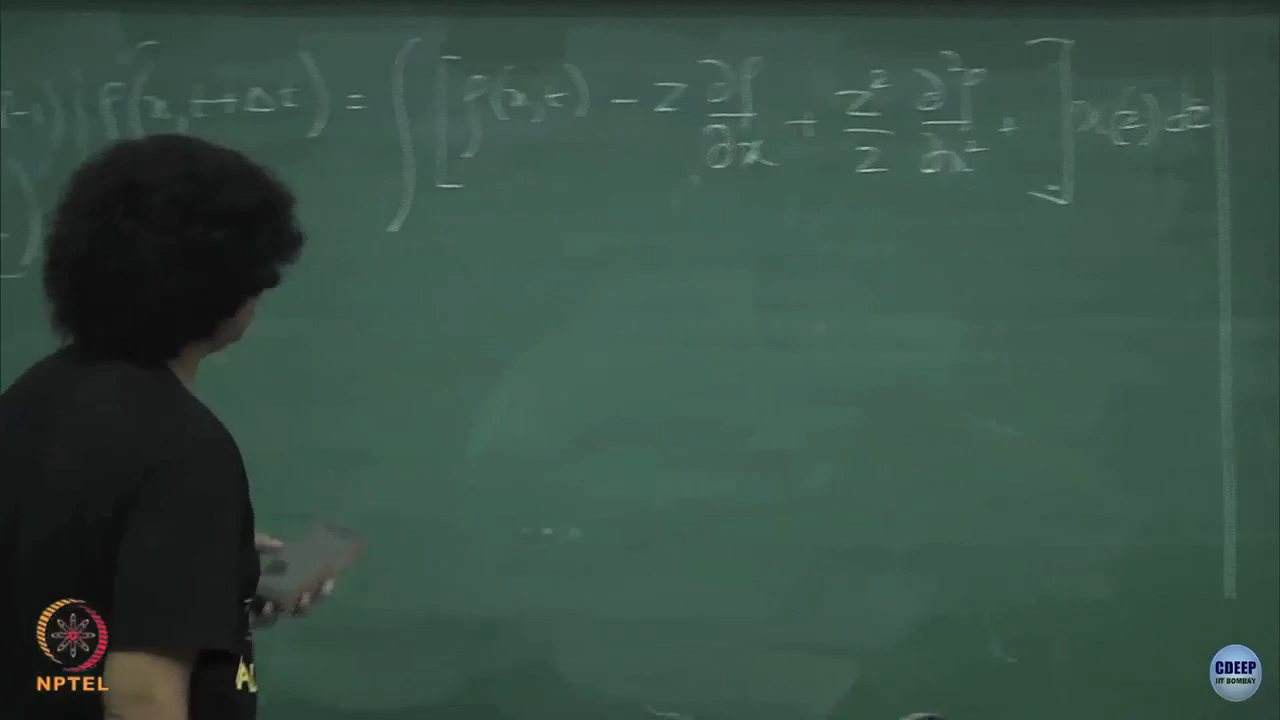 f(x, t+Δt) = ∫ [ f(x,t) - z ∂f/∂x + z²/2 ∂²f/∂x² + ] x(z) dz
NPTEL
CDEEP
IIT BOMBAY